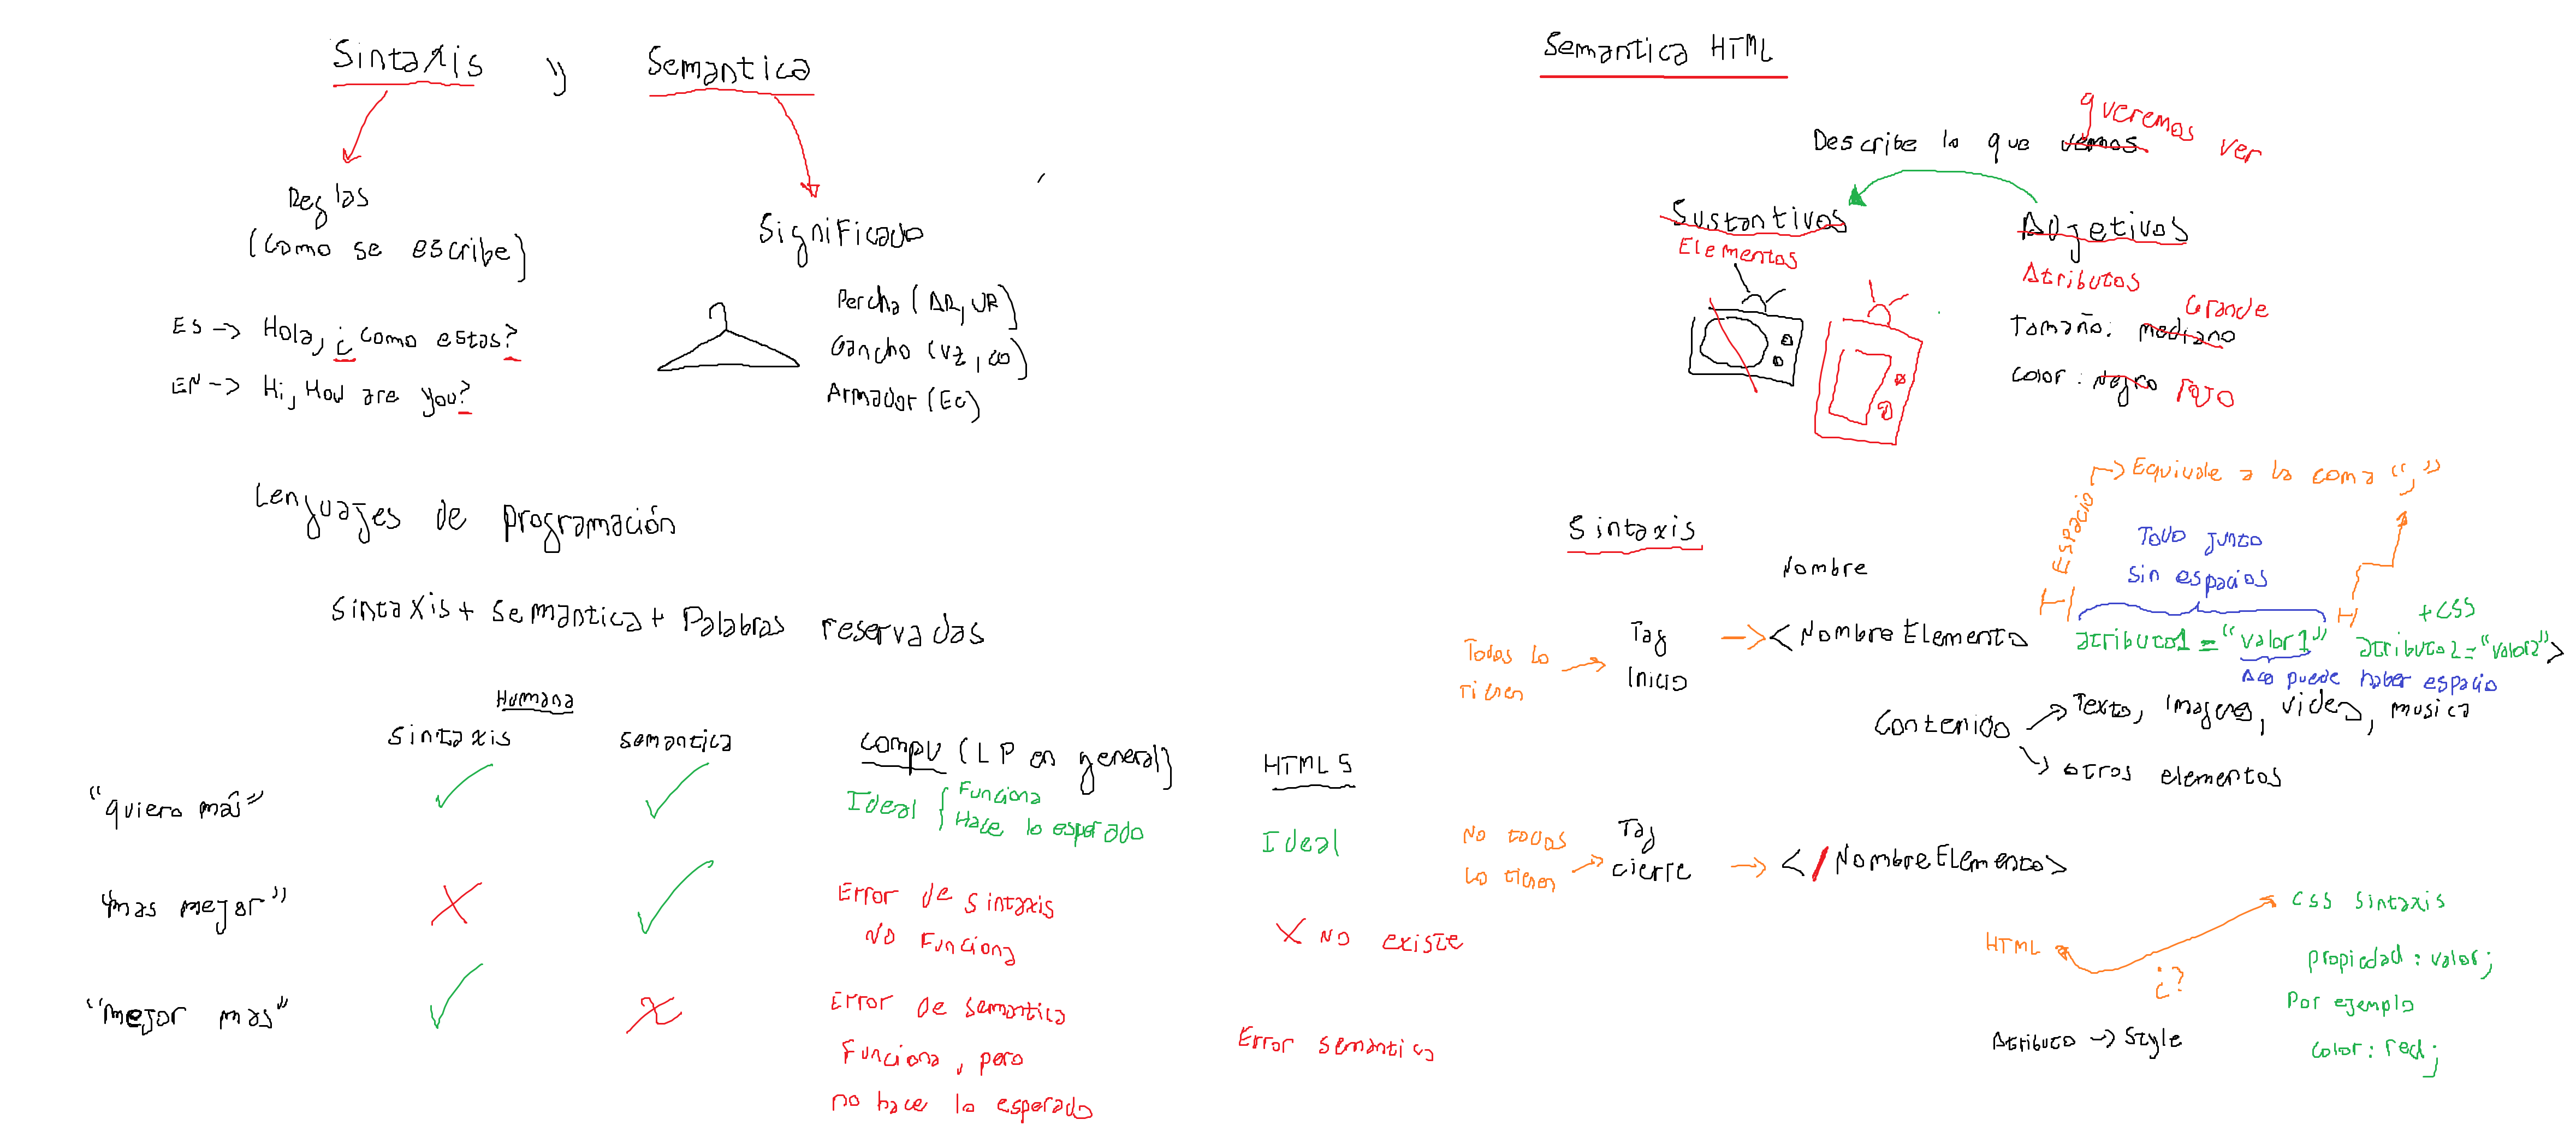 Sintaxis y Semantica
Reglas
(como se escribe)
ES -> Hola, ¿como estas?
EN -> Hi, How are you?
Significado
Percha (AR, UR)
Gancho (VZ, CO)
Armador (EC)
Lenguajes de programación
Sintaxis + semantica + Palabras reservadas
Humana
sintaxis
semantica
compu (LP en general)
HTML 5
"quiero más"
Ideal { Funciona
Hace lo esperado
Ideal
"mas mejor"
Error de sintaxis
No Funciona
X No existe
"mejor mas"
Error de semantica
Funciona, pero
no hace lo esperado
Error semantico
Semantica HTML
Describe lo que vemos
queremos ver
Sustantivos
Elementos
Adjetivos
Atributos
Grande
Tamaño: mediano
color: negro rojo
Espacio
-> Equivale a la coma ","
Sintaxis
Todo junto
sin espacios
Nombre
+ CSS
Todos lo
tienen
Tag
Inicio
-> <NombreElemento atributo1="valor1" atributo2="valor2">
Aca puede haber espacio
Contenido
Texto, imagenes, video, musica
otros elementos
No todos
lo tienen
Tag
cierre
-> </NombreElemento>
HTML
¿?
css sintaxis
propiedad: valor;
Por ejemplo
color: red;
Atributo -> Style